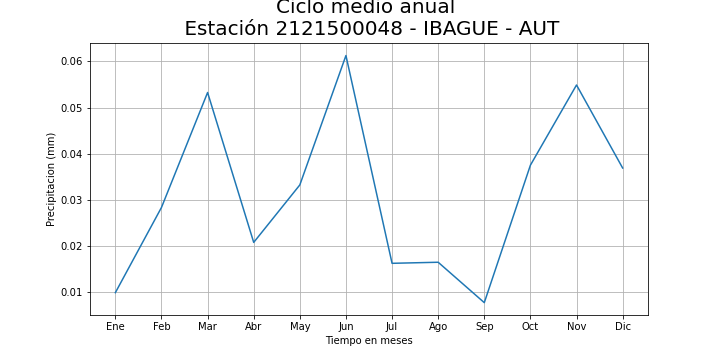 Ciclo medio anual
Estación 2121500048 - IBAGUE - AUT
Precipitacion (mm)
0.06
0.05
0.04
0.03
0.02
0.01
Ene Feb Mar Abr May Jun Jul Ago Sep Oct Nov Dic
Tiempo en meses